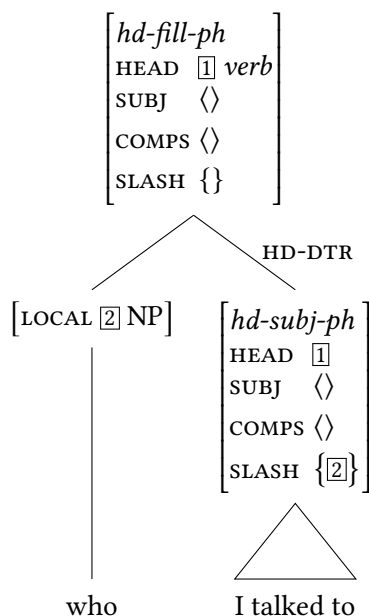 hd-fill-ph
HEAD 1 verb
SUBJ ⟨⟩
COMPS ⟨⟩
SLASH {}
HD-DTR
[LOCAL 2 NP]
hd-subj-ph
HEAD 1
SUBJ ⟨⟩
COMPS ⟨⟩
SLASH {2}
who
I talked to